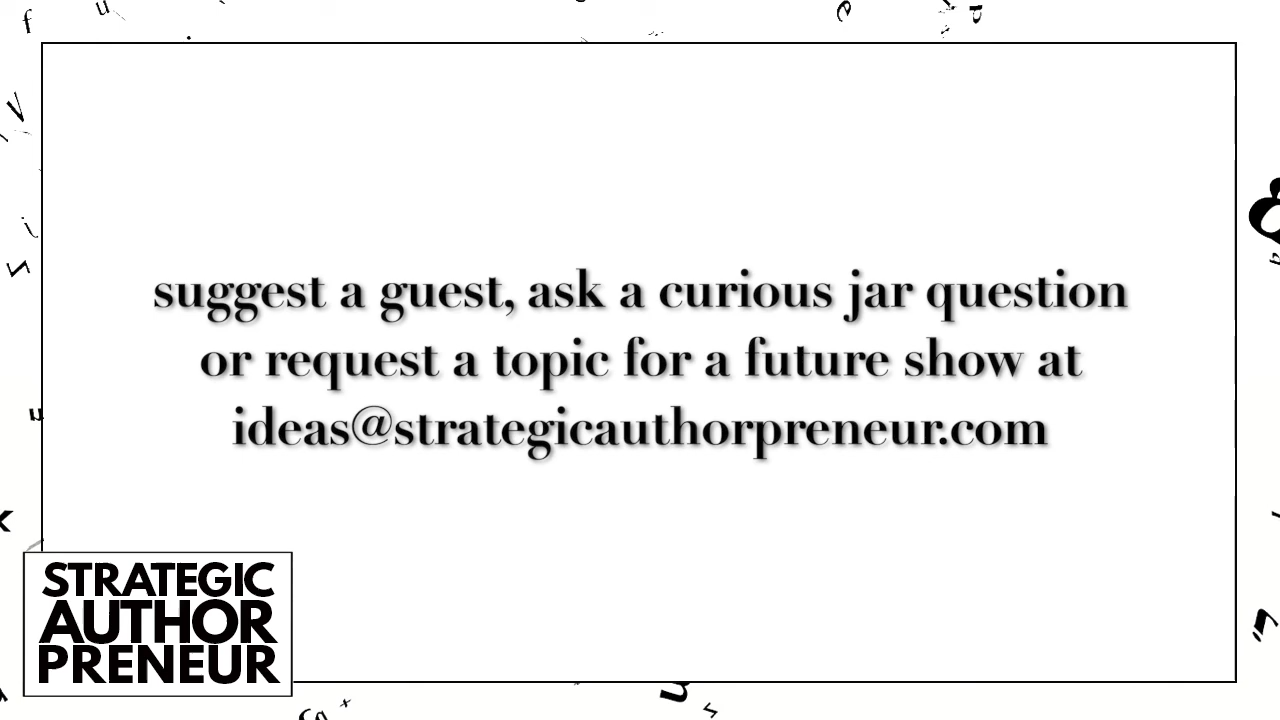 suggest a guest, ask a curious jar question
or request a topic for a future show at
ideas@strategicauthorpreneur.com
STRATEGIC
AUTHOR
PRENEUR